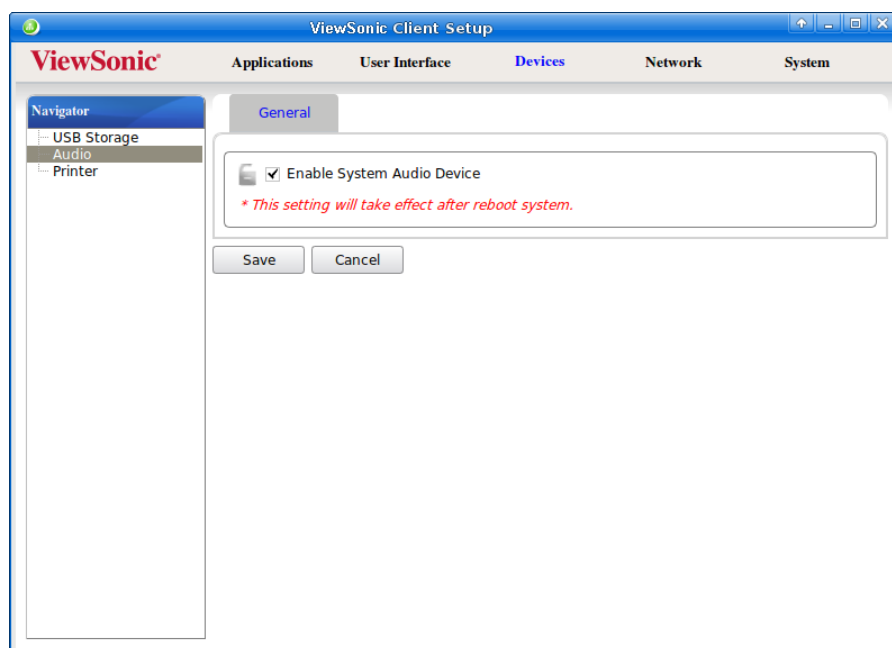 ViewSonic Client Setup
ViewSonic®
Applications User Interface Devices Network System
Navigator
USB Storage
Audio
Printer
General
Enable System Audio Device
* This setting will take effect after reboot system.
Save Cancel